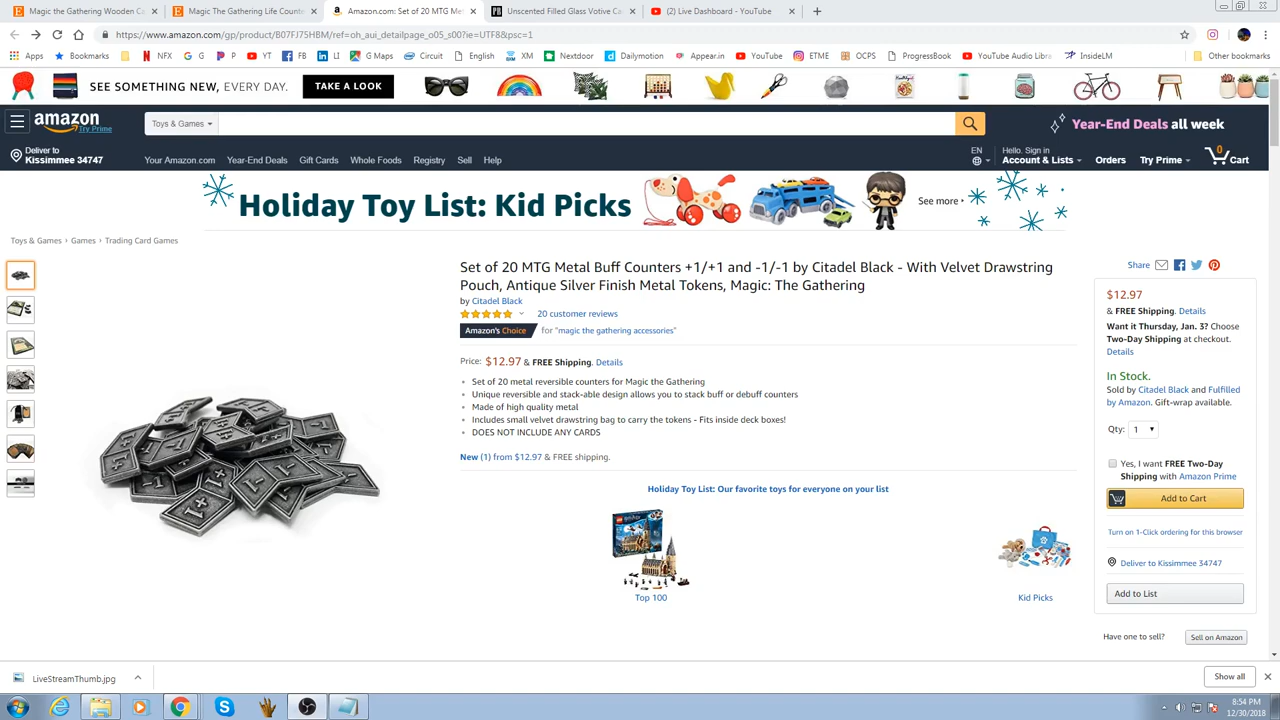 Magic the Gathering Wooden Co
Magic The Gathering Life Counte
Amazon.com: Set of 20 MTG Met
Unscented Filled Glass Votive Ca
(2) Live Dashboard - YouTube
https://www.amazon.com/gp/product/B07FJ75HBM/ref=oh_aui_detailpage_o05_s00?ie=UTF8&psc=1
Apps Bookmarks NFX G P YT FB LI G Maps Circuit English XM Nextdoor Dailymotion Appear.in YouTube ETME OCPS ProgressBook YouTube Audio Libr InsideLM Other bookmarks
SEE SOMETHING NEW, EVERY DAY. TAKE A LOOK
amazon
Try Prime
Toys & Games
Year-End Deals all week
Deliver to
Kissimmee 34747
Your Amazon.com Year-End Deals Gift Cards Whole Foods Registry Sell Help
EN
Hello. Sign in
Account & Lists
Orders
Try Prime
0
Cart
Holiday Toy List: Kid Picks
See more
Toys & Games › Games › Trading Card Games
Set of 20 MTG Metal Buff Counters +1/+1 and -1/-1 by Citadel Black - With Velvet Drawstring
Pouch, Antique Silver Finish Metal Tokens, Magic: The Gathering
by Citadel Black
20 customer reviews
Amazon's Choice for "magic the gathering accessories"
Price: $12.97 & FREE Shipping. Details
• Set of 20 metal reversible counters for Magic the Gathering
• Unique reversible and stack-able design allows you to stack buff or debuff counters
• Made of high quality metal
• Includes small velvet drawstring bag to carry the tokens - Fits inside deck boxes!
• DOES NOT INCLUDE ANY CARDS
New (1) from $12.97 & FREE shipping.
Holiday Toy List: Our favorite toys for everyone on your list
Top 100
Kid Picks
Share
$12.97
& FREE Shipping. Details
Want it Thursday, Jan. 3? Choose
Two-Day Shipping at checkout.
Details
In Stock.
Sold by Citadel Black and Fulfilled
by Amazon. Gift-wrap available.
Qty: 1
Yes, I want FREE Two-Day
Shipping with Amazon Prime
Add to Cart
Turn on 1-Click ordering for this browser
Deliver to Kissimmee 34747
Add to List
Have one to sell? Sell on Amazon
LiveStreamThumb.jpg
Show all
8:54 PM
12/30/2018